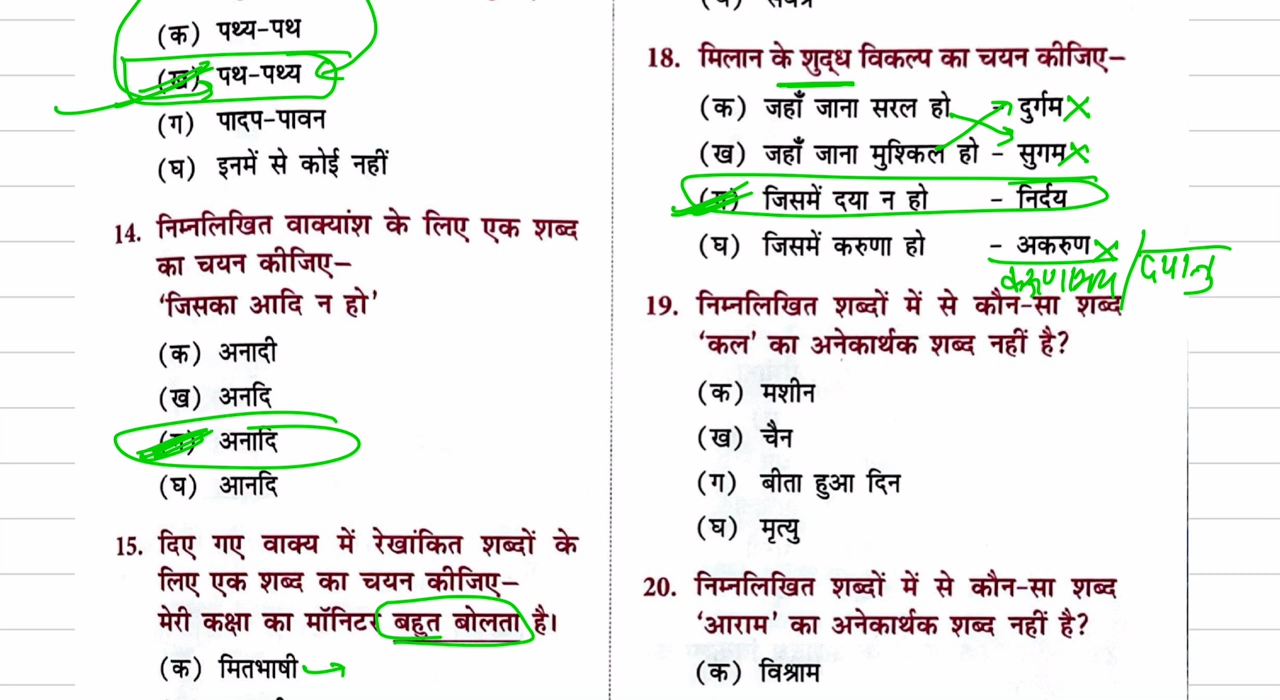 (क) पथ्य-पथ
(ख) पथ-पथ्य
(ग) पादप-पावन
(घ) इनमें से कोई नहीं
14. निम्नलिखित वाक्यांश के लिए एक शब्द
का चयन कीजिए–
‘जिसका आदि न हो’
(क) अनादी
(ख) अनदि
अनादि
(घ) आनदि
15. दिए गए वाक्य में रेखांकित शब्दों के
लिए एक शब्द का चयन कीजिए–
मेरी कक्षा का मॉनिटर बहुत बोलता है।
(क) मितभाषी
18. मिलान के शुद्ध विकल्प का चयन कीजिए–
(क) जहाँ जाना सरल हो - दुर्गम
(ख) जहाँ जाना मुश्किल हो - सुगम
(ग) जिसमें दया न हो - निर्दय
(घ) जिसमें करुणा हो - अकरुण
करुणामय / दयालु
19. निम्नलिखित शब्दों में से कौन-सा शब्द
‘कल’ का अनेकार्थक शब्द नहीं है?
(क) मशीन
(ख) चैन
(ग) बीता हुआ दिन
(घ) मृत्यु
20. निम्नलिखित शब्दों में से कौन-सा शब्द
‘आराम’ का अनेकार्थक शब्द नहीं है?
(क) विश्राम